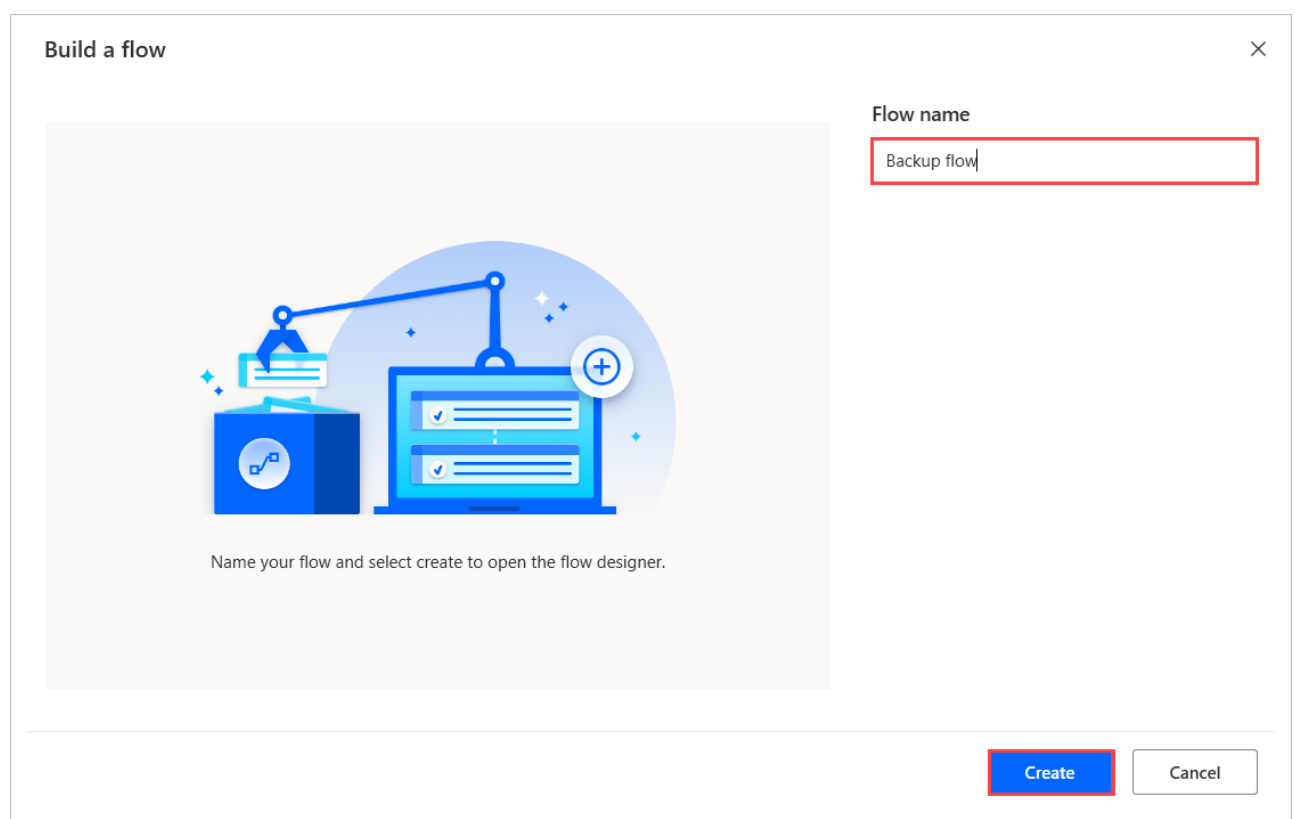 Build a flow
Flow name
Backup flow
Name your flow and select create to open the flow designer.
Create
Cancel